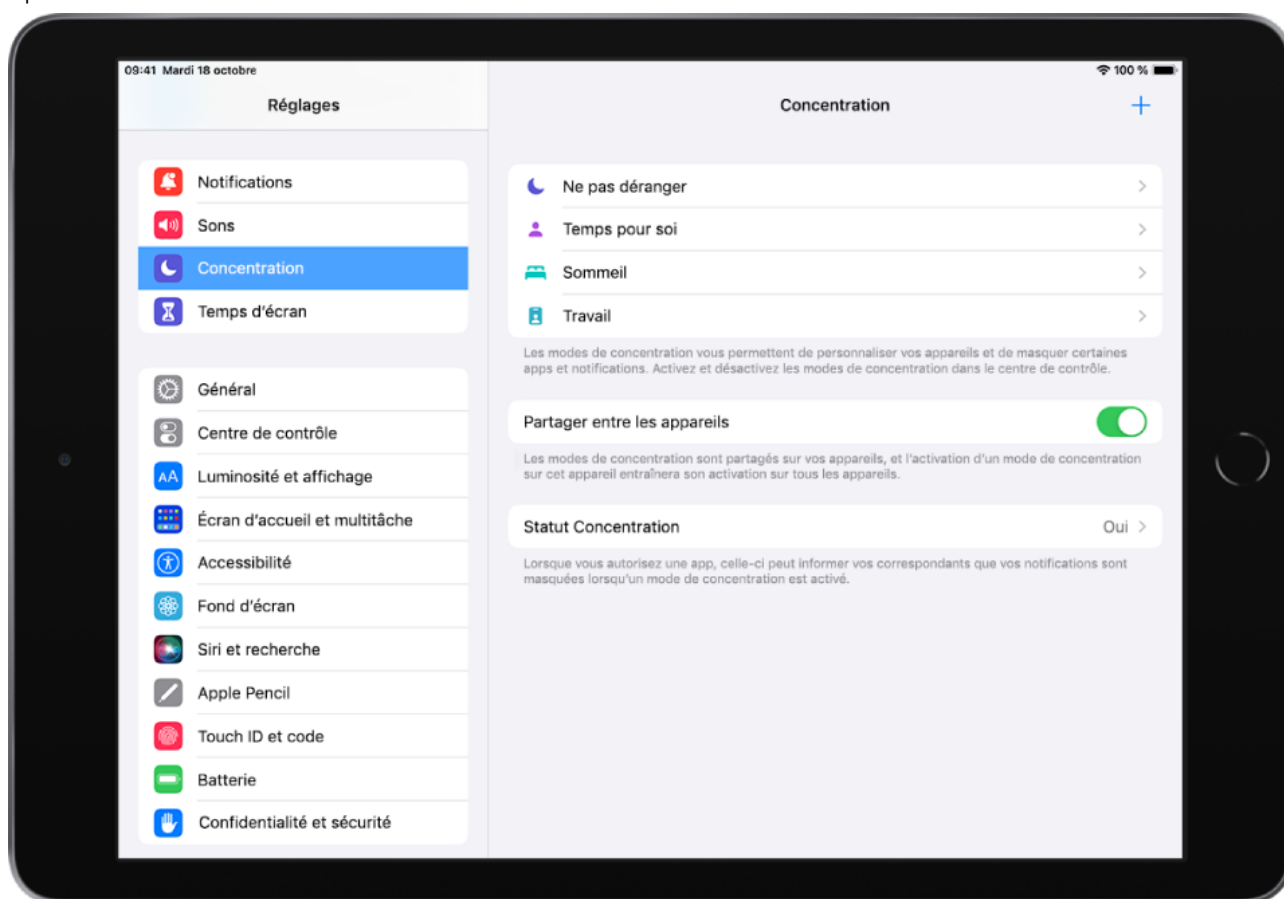 09:41 Mardi 18 octobre
100 %
Réglages
Notifications
Sons
Concentration
Temps d'écran
Général
Centre de contrôle
AA
Luminosité et affichage
Écran d'accueil et multitâche
Accessibilité
Fond d'écran
Siri et recherche
Apple Pencil
Touch ID et code
Batterie
Confidentialité et sécurité
Concentration
Ne pas déranger
Temps pour soi
Sommeil
Travail
Les modes de concentration vous permettent de personnaliser vos appareils et de masquer certaines
apps et notifications. Activez et désactivez les modes de concentration dans le centre de contrôle.
Partager entre les appareils
Les modes de concentration sont partagés sur vos appareils, et l'activation d'un mode de concentration
sur cet appareil entraînera son activation sur tous les appareils.
Statut Concentration
Oui
Lorsque vous autorisez une app, celle-ci peut informer vos correspondants que vos notifications sont
masquées lorsqu'un mode de concentration est activé.